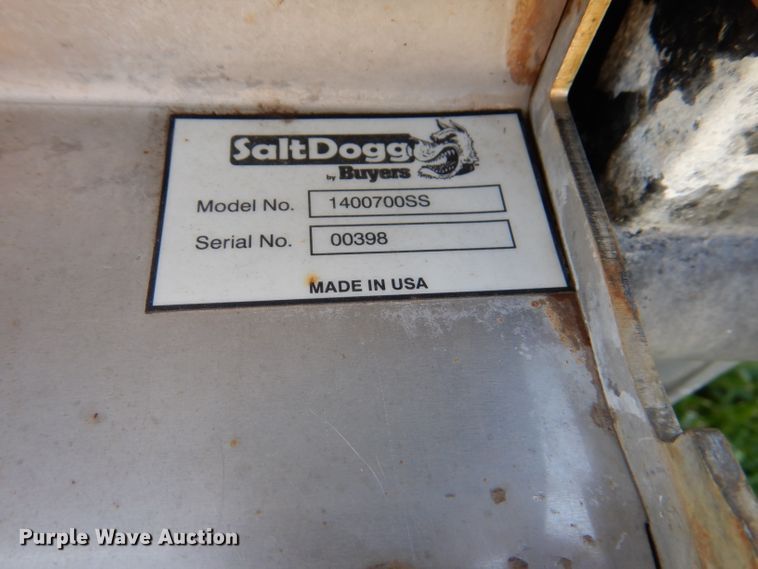 SaltDogg
by Buyers
Model No. 1400700SS
Serial No. 00398
MADE IN USA
Purple Wave Auction